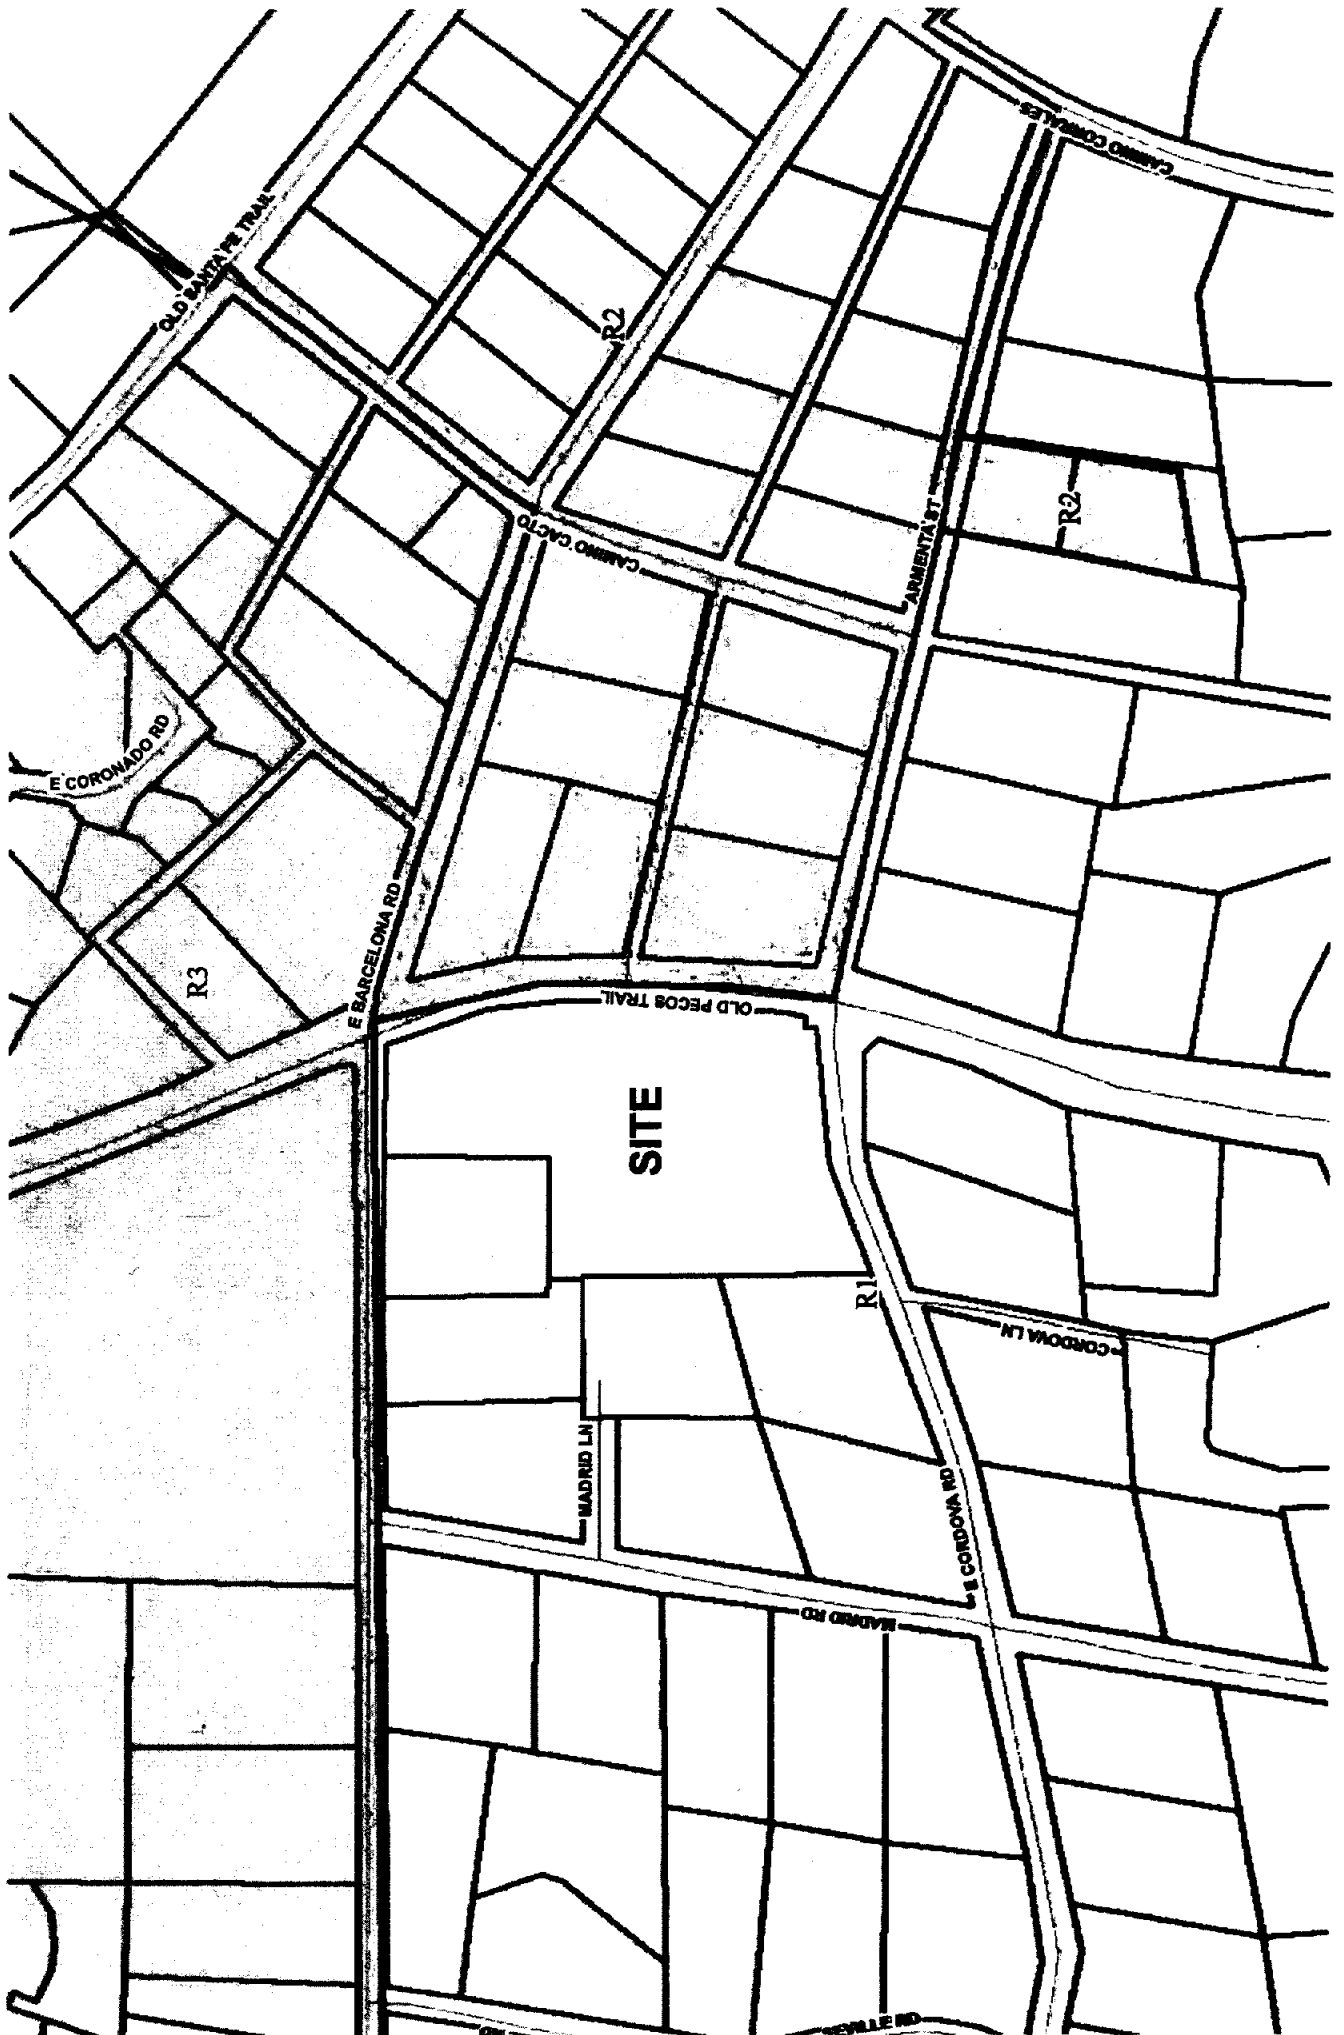 CAMINO CORRALES
OLD SANTA FE TRAIL
R2
CAMINO CACTO
ARMENTA ST
R2
E CORONADO RD
R3
E BARCELONA RD
OLD PECOS TRAIL
SITE
R1
CORDOVA LN
MADRID LN
E CORDOVA RD
MADRID RD
SEVILLE RD
RD